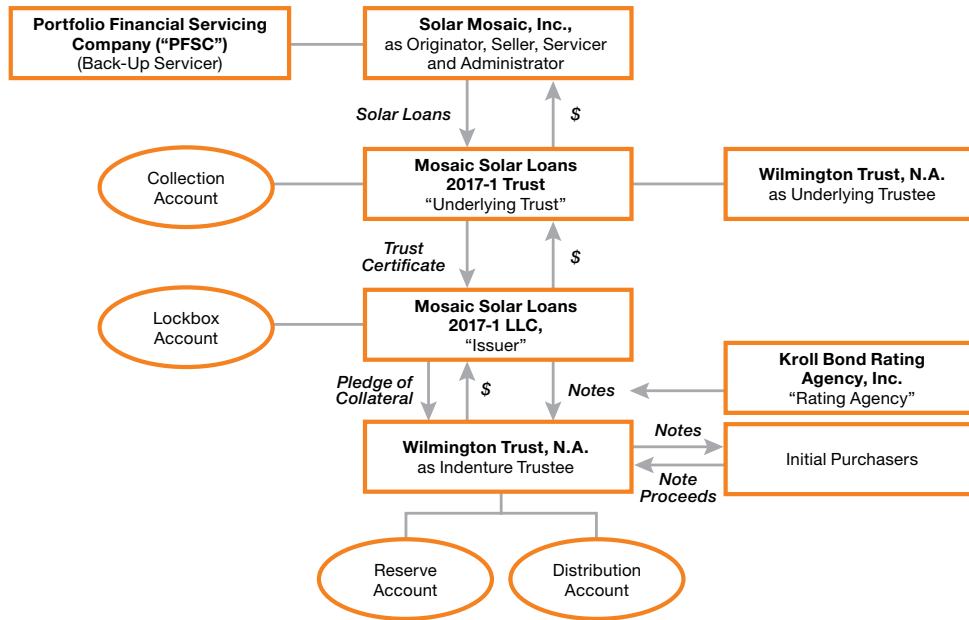 Portfolio Financial Servicing
Company (“PFSC”)
(Back-Up Servicer)
Solar Mosaic, Inc.,
as Originator, Seller, Servicer
and Administrator
Solar Loans
$
Collection
Account
Mosaic Solar Loans
2017-1 Trust
“Underlying Trust”
Wilmington Trust, N.A.
as Underlying Trustee
Trust
Certificate
$
Lockbox
Account
Mosaic Solar Loans
2017-1 LLC,
“Issuer”
Kroll Bond Rating
Agency, Inc.
“Rating Agency”
Pledge of
Collateral
$
Notes
Wilmington Trust, N.A.
as Indenture Trustee
Notes
Note
Proceeds
Initial Purchasers
Reserve
Account
Distribution
Account